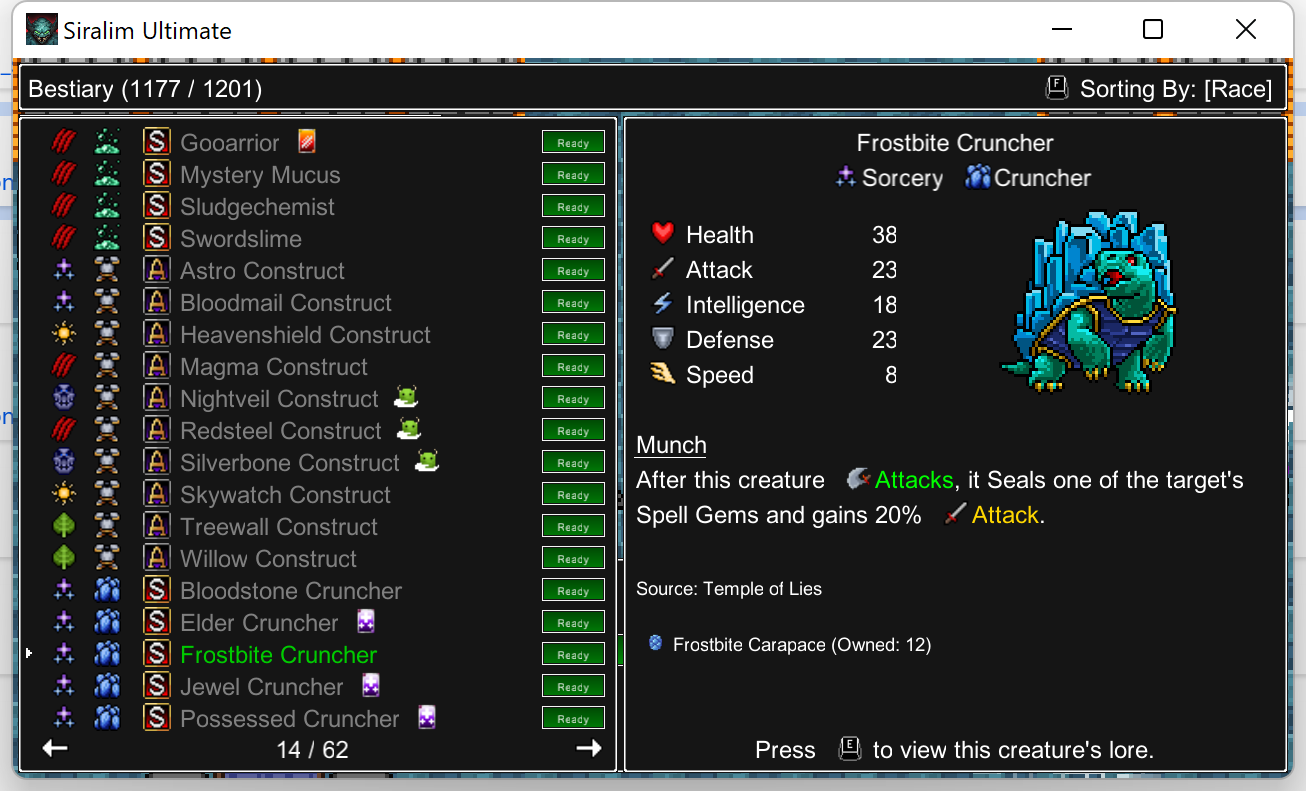 Siralim Ultimate
Bestiary (1177 / 1201)
F Sorting By: [Race]
S Gooarrior Ready
S Mystery Mucus Ready
S Sludgechemist Ready
S Swordslime Ready
A Astro Construct Ready
A Bloodmail Construct Ready
A Heavenshield Construct Ready
A Magma Construct Ready
A Nightveil Construct Ready
A Redsteel Construct Ready
A Silverbone Construct Ready
A Skywatch Construct Ready
A Treewall Construct Ready
A Willow Construct Ready
S Bloodstone Cruncher Ready
S Elder Cruncher Ready
S Frostbite Cruncher Ready
S Jewel Cruncher Ready
S Possessed Cruncher Ready
14 / 62
Frostbite Cruncher
Sorcery Cruncher
Health 38
Attack 23
Intelligence 18
Defense 23
Speed 8
Munch
After this creature Attacks, it Seals one of the target's
Spell Gems and gains 20% Attack.
Source: Temple of Lies
Frostbite Carapace (Owned: 12)
Press E to view this creature's lore.